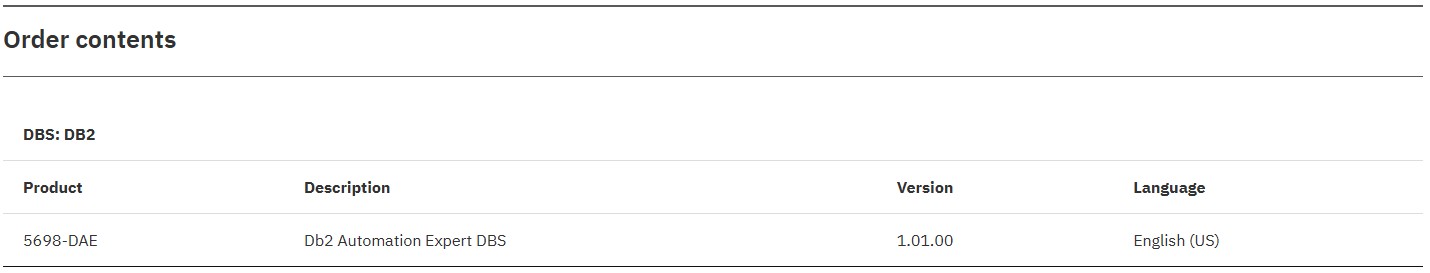 Order contents
DBS: DB2
Product Description Version Language
5698-DAE Db2 Automation Expert DBS 1.01.00 English (US)